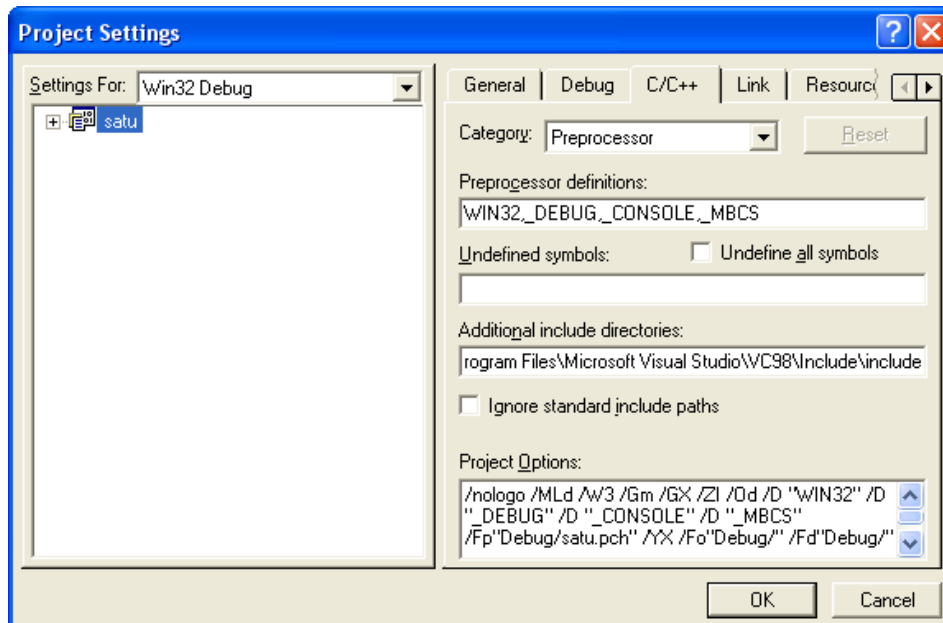 Project Settings
Settings For: Win32 Debug
satu
General Debug C/C++ Link Resourc
Category: Preprocessor Reset
Preprocessor definitions:
WIN32,_DEBUG,_CONSOLE,_MBCS
Undefined symbols: Undefine all symbols
Additional include directories:
rogram Files\Microsoft Visual Studio\VC98\Include\include
Ignore standard include paths
Project Options:
/nologo /MLd /W3 /Gm /GX /ZI /Od /D "WIN32" /D
"_DEBUG" /D "_CONSOLE" /D "_MBCS"
/Fp"Debug/satu.pch" /YX /Fo"Debug/" /Fd"Debug/"
OK Cancel